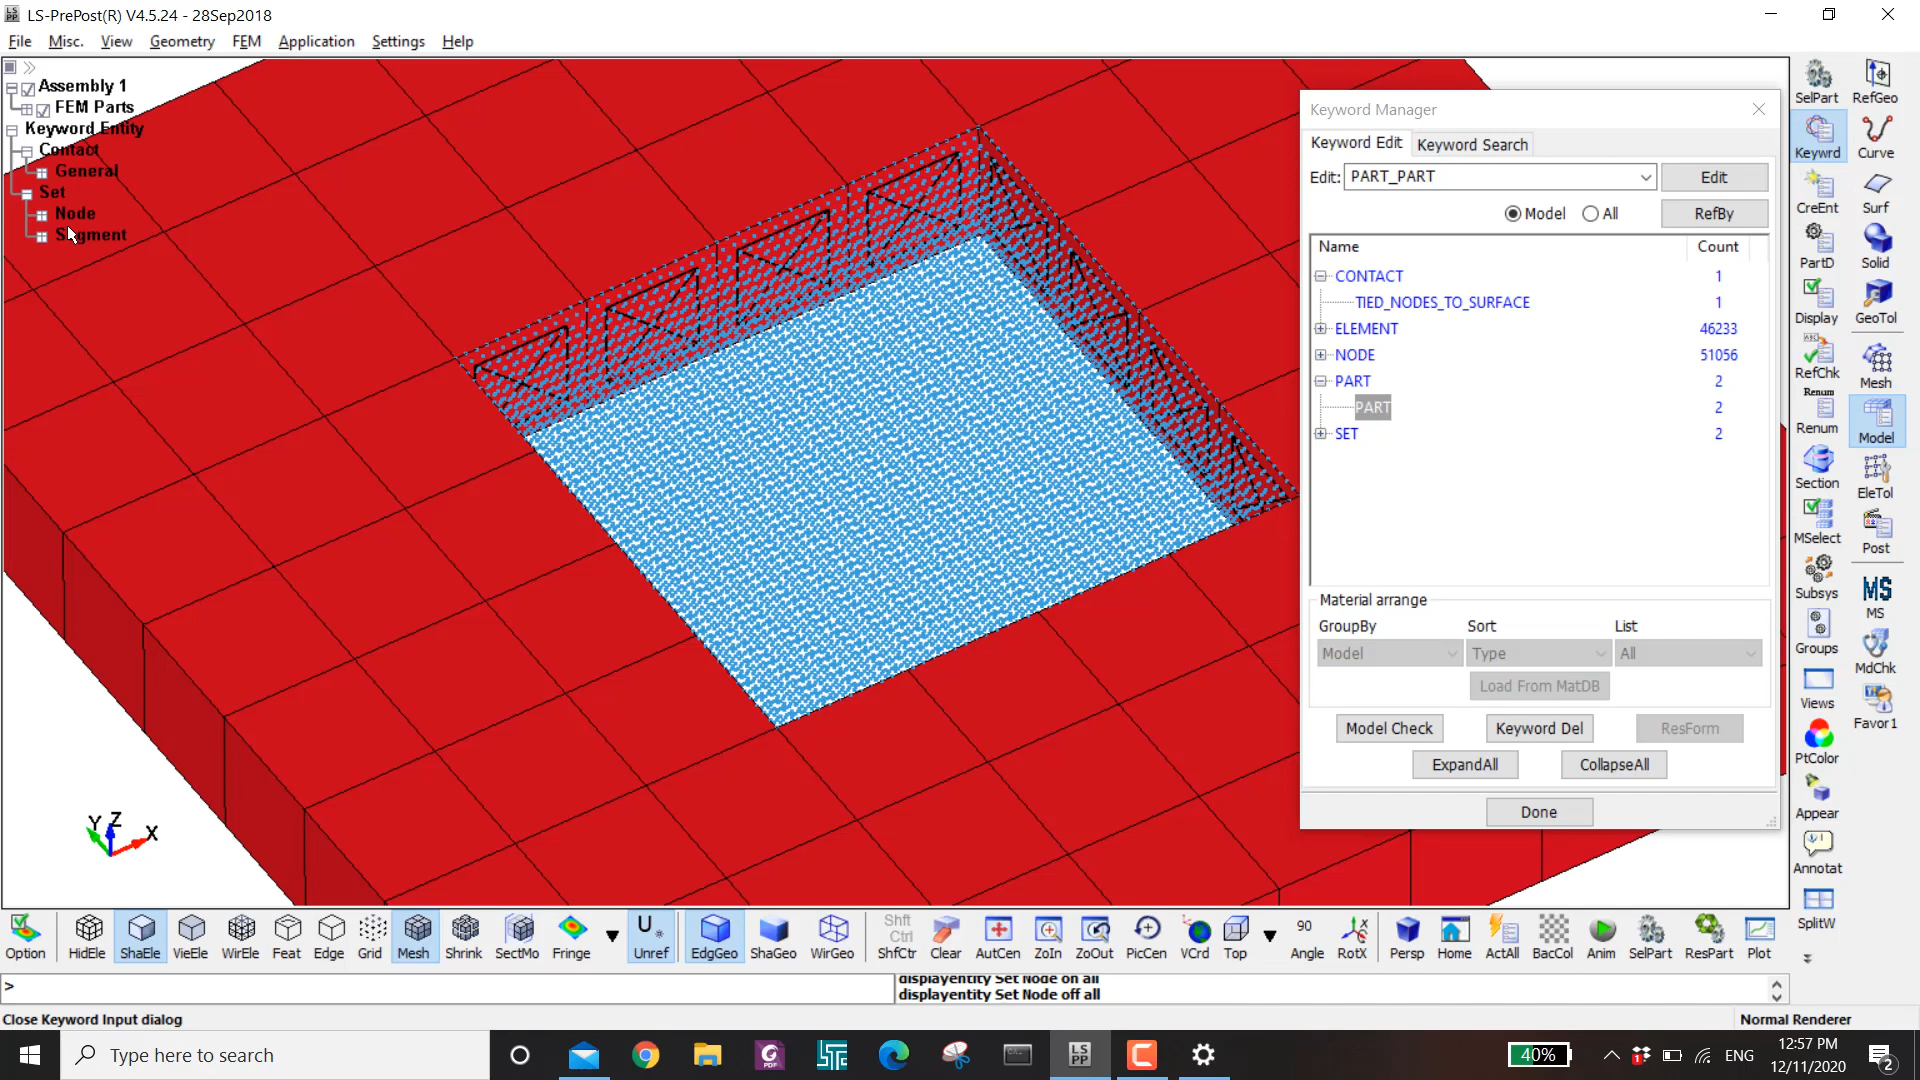 LS-PrePost(R) V4.5.24 - 28Sep2018
File Misc. View Geometry FEM Application Settings Help
Assembly 1
FEM Parts
Keyword Entity
Contact
General
Set
Node
Segment
Y Z X
Keyword Manager
Keyword Edit Keyword Search
Edit: PART_PART Edit
Model All RefBy
Name Count
CONTACT 1
TIED_NODES_TO_SURFACE 1
ELEMENT 46233
NODE 51056
PART 2
PART 2
SET 2
Material arrange
GroupBy Sort List
Model Type All
Load From MatDB
Model Check Keyword Del ResForm
ExpandAll CollapseAll
Done
SelPart RefGeo
Keywrd Curve
CreEnt Surf
PartD Solid
Display GeoTol
RefChk Mesh
Renum
Renum Model
Section EleTol
MSelect Post
Subsys MS
MS
Groups MdChk
Views Favor1
PtColor
Appear
Annotat
SplitW
Shft
Ctrl
U
90
Option HidEle ShaEle VieEle WirEle Feat Edge Grid Mesh Shrink SectMo Fringe Unref EdgGeo ShaGeo WirGeo ShfCtr Clear AutCen ZoIn ZoOut PicCen VCrd Top Angle RotX Persp Home ActAll BacCol Anim SelPart ResPart Plot
>
displayentity Set Node on all
displayentity Set Node off all
Close Keyword Input dialog
Normal Renderer
Type here to search
40%
ENG
12:57 PM
12/11/2020
2